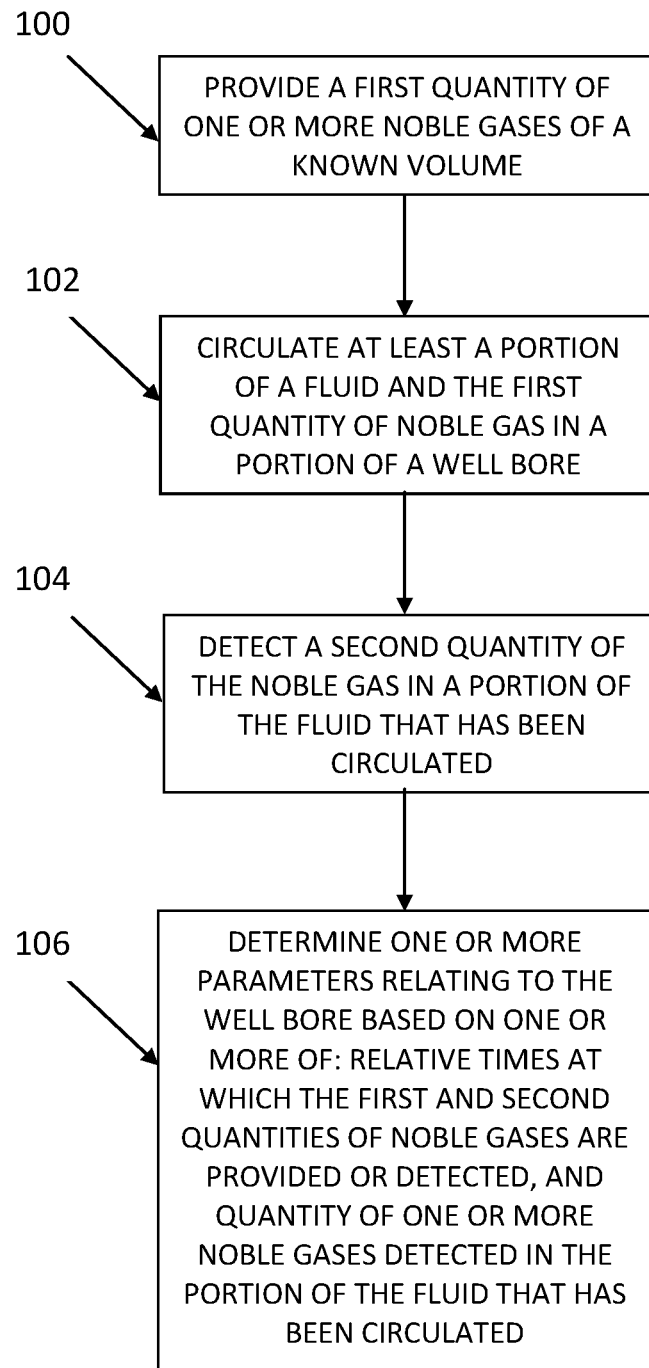 100
PROVIDE A FIRST QUANTITY OF
ONE OR MORE NOBLE GASES OF A
KNOWN VOLUME
102
CIRCULATE AT LEAST A PORTION
OF A FLUID AND THE FIRST
QUANTITY OF NOBLE GAS IN A
PORTION OF A WELL BORE
104
DETECT A SECOND QUANTITY OF
THE NOBLE GAS IN A PORTION OF
THE FLUID THAT HAS BEEN
CIRCULATED
106
DETERMINE ONE OR MORE
PARAMETERS RELATING TO THE
WELL BORE BASED ON ONE OR
MORE OF: RELATIVE TIMES AT
WHICH THE FIRST AND SECOND
QUANTITIES OF NOBLE GASES ARE
PROVIDED OR DETECTED, AND
QUANTITY OF ONE OR MORE
NOBLE GASES DETECTED IN THE
PORTION OF THE FLUID THAT HAS
BEEN CIRCULATED